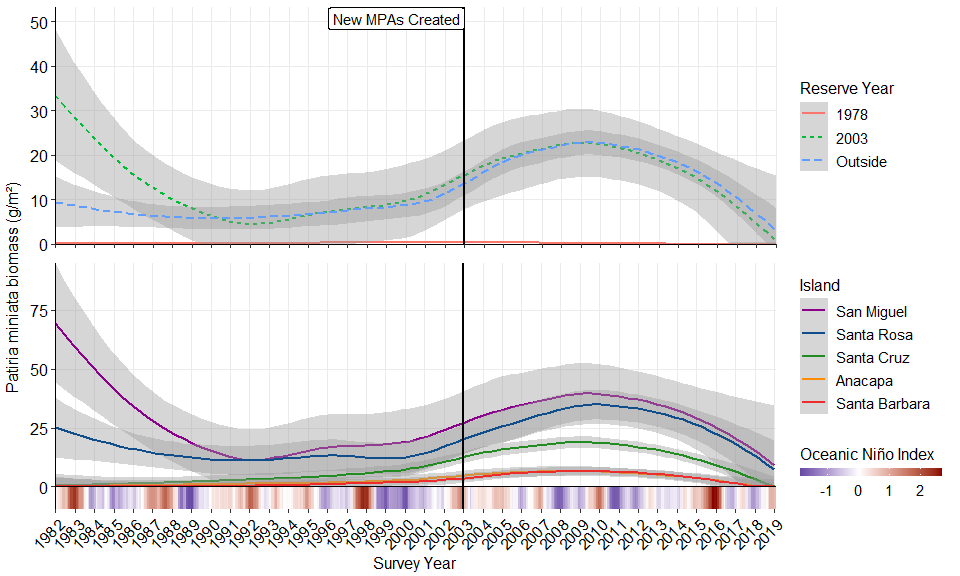 New MPAs Created
50
40
30
20
10
0
Reserve Year
1978
2003
Outside
Patiria miniata biomass (g/m²)
75
50
25
0
Island
San Miguel
Santa Rosa
Santa Cruz
Anacapa
Santa Barbara
Oceanic Niño Index
-1 0 1 2
1982 1983 1984 1985 1986 1987 1988 1989 1990 1991 1992 1993 1994 1995 1996 1997 1998 1999 2000 2001 2002 2003 2004 2005 2006 2007 2008 2009 2010 2011 2012 2013 2014 2015 2016 2017 2018 2019
Survey Year